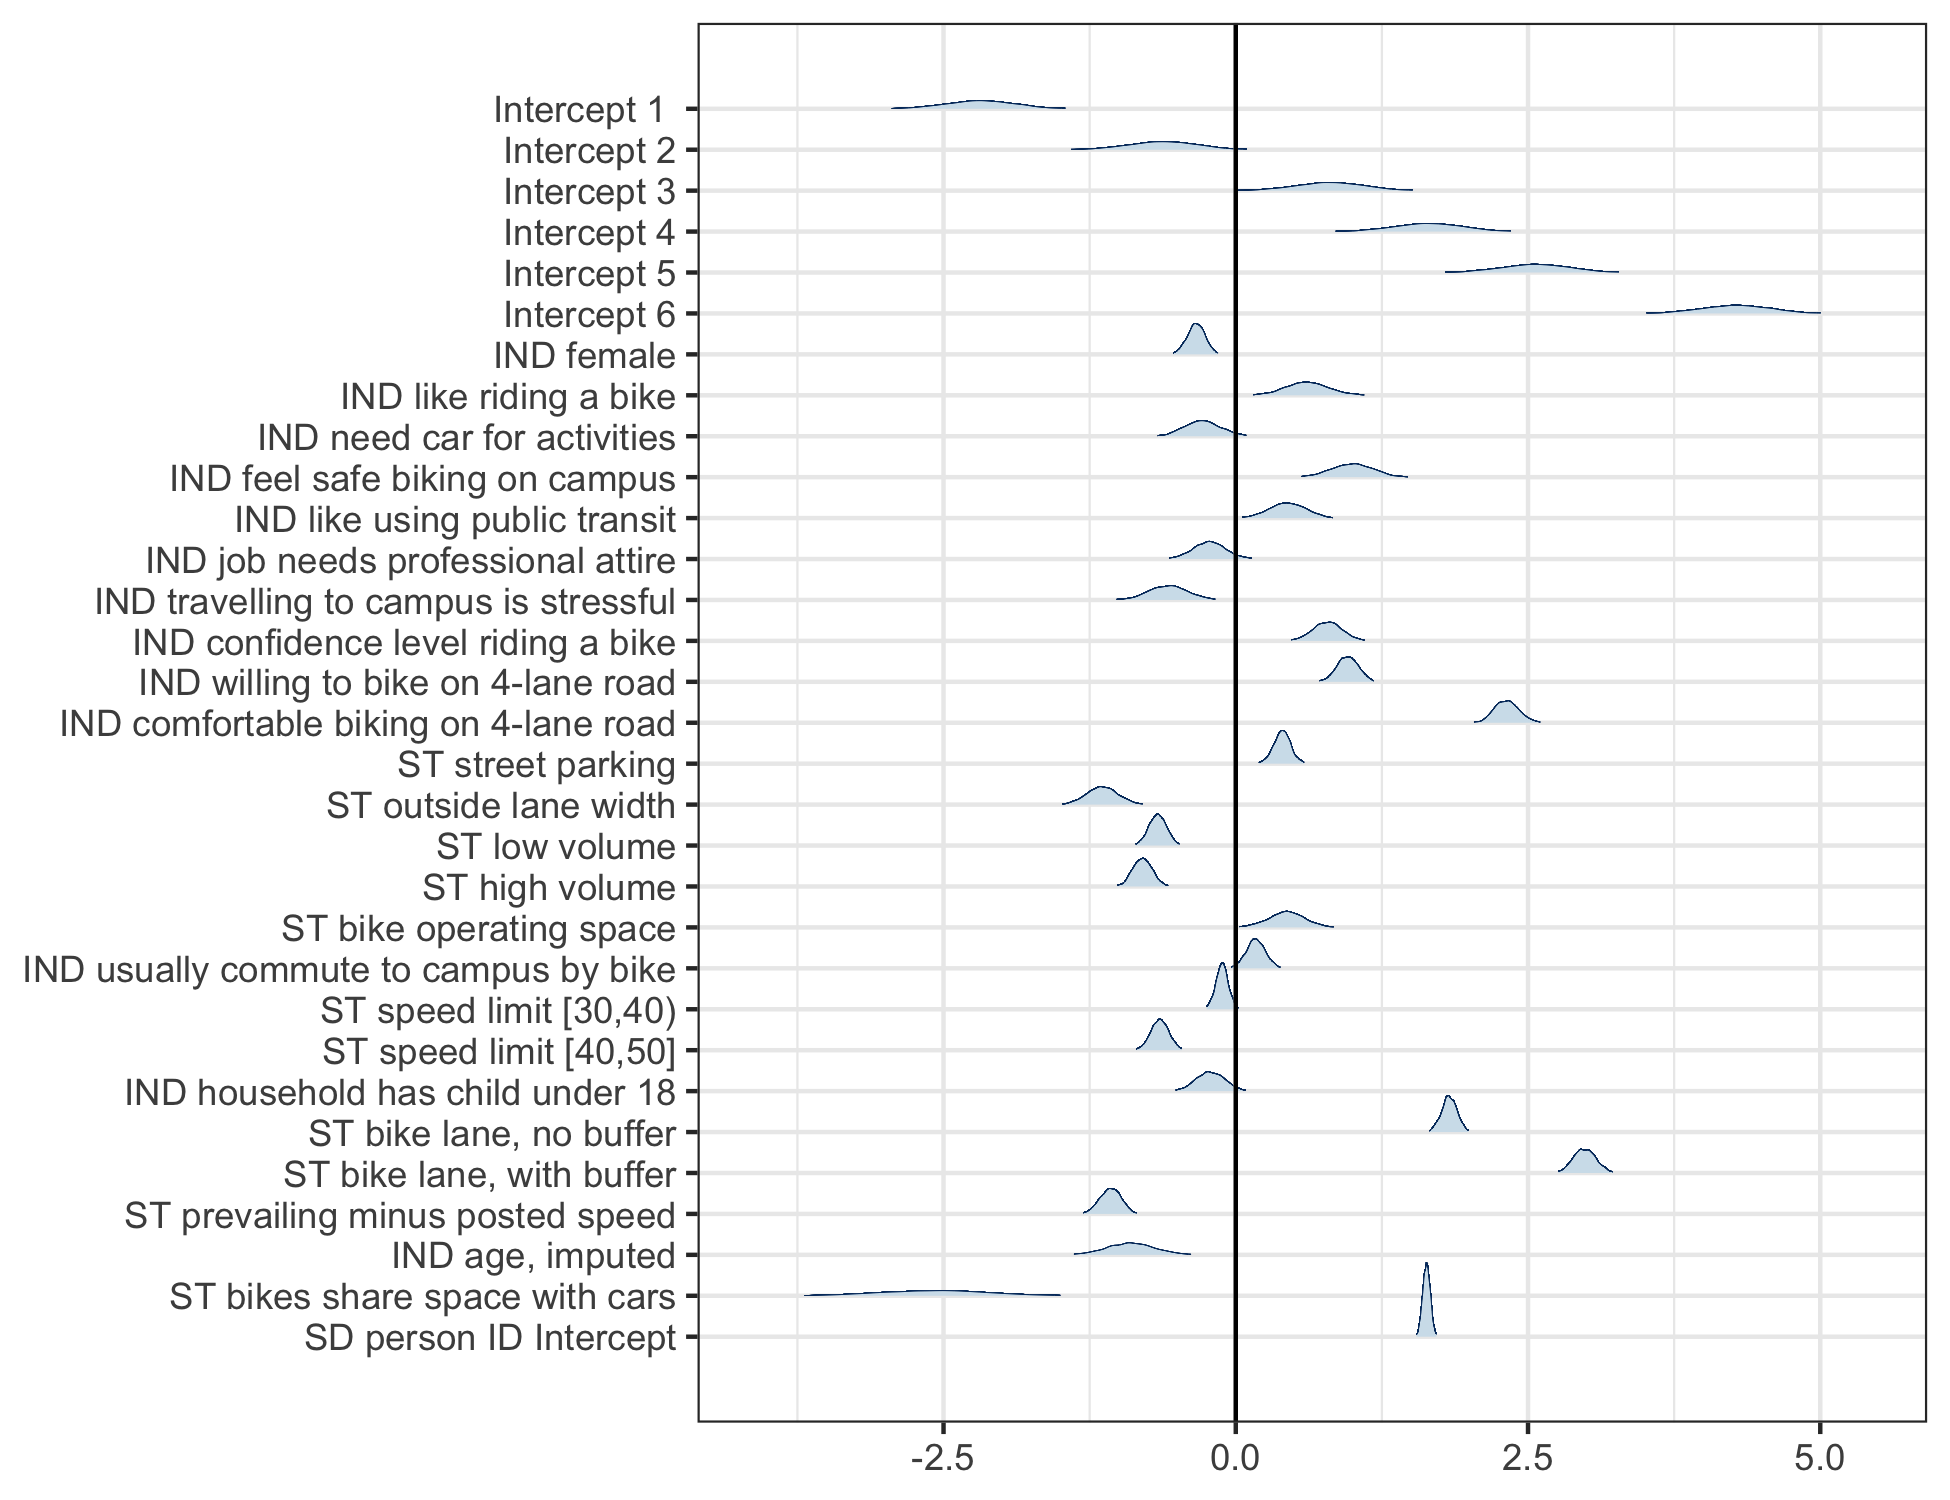 Intercept 1
Intercept 2
Intercept 3
Intercept 4
Intercept 5
Intercept 6
IND female
IND like riding a bike
IND need car for activities
IND feel safe biking on campus
IND like using public transit
IND job needs professional attire
IND travelling to campus is stressful
IND confidence level riding a bike
IND willing to bike on 4-lane road
IND comfortable biking on 4-lane road
ST street parking
ST outside lane width
ST low volume
ST high volume
ST bike operating space
IND usually commute to campus by bike
ST speed limit [30,40)
ST speed limit [40,50]
IND household has child under 18
ST bike lane, no buffer
ST bike lane, with buffer
ST prevailing minus posted speed
IND age, imputed
ST bikes share space with cars
SD person ID Intercept
-2.5 0.0 2.5 5.0